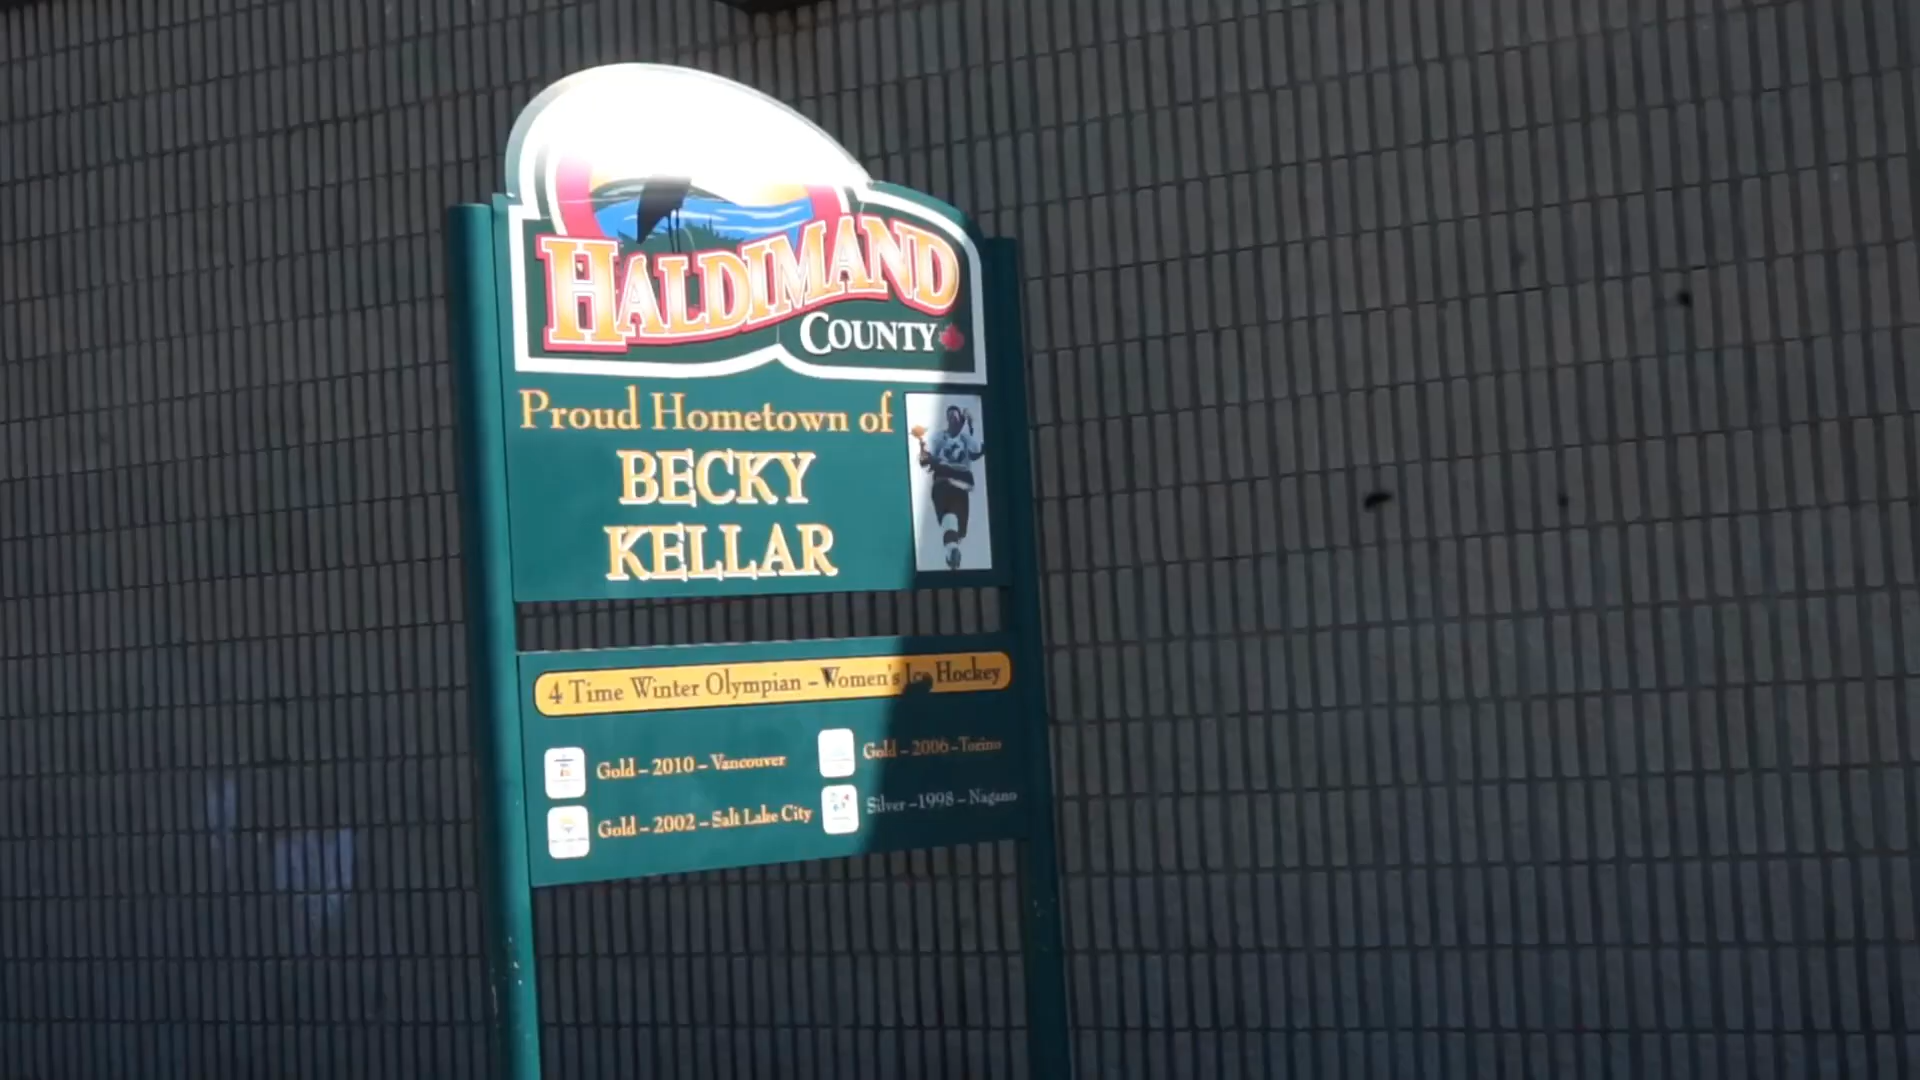 HALDIMAND
COUNTY
Proud Hometown of
BECKY
KELLAR
4 Time Winter Olympian – Women's Ice Hockey
Gold – 2010 – Vancouver
Gold – 2006 – Torino
Gold – 2002 – Salt Lake City
Silver – 1998 – Nagano